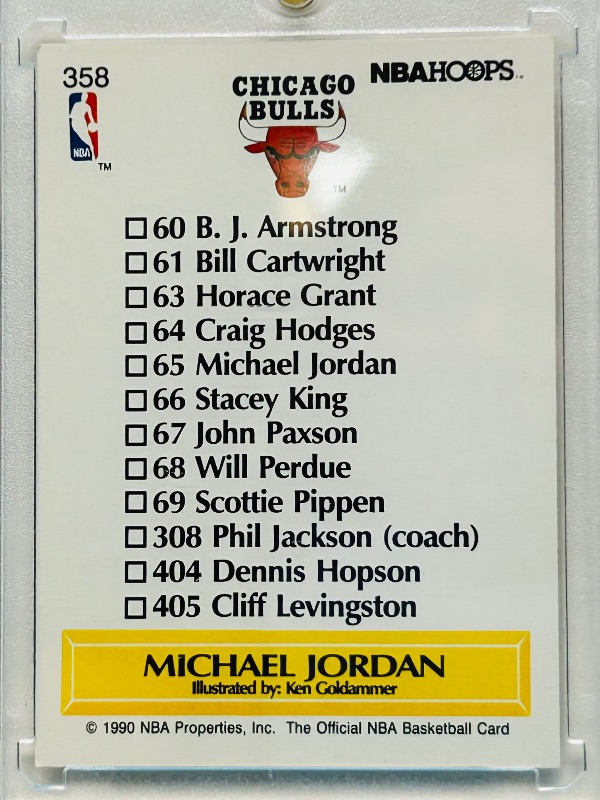 358
NBA
TM
CHICAGO
BULLS
TM
NBA HOOPS
☐ 60 B. J. Armstrong
☐ 61 Bill Cartwright
☐ 63 Horace Grant
☐ 64 Craig Hodges
☐ 65 Michael Jordan
☐ 66 Stacey King
☐ 67 John Paxson
☐ 68 Will Perdue
☐ 69 Scottie Pippen
☐ 308 Phil Jackson (coach)
☐ 404 Dennis Hopson
☐ 405 Cliff Levingston
MICHAEL JORDAN
Illustrated by: Ken Goldammer
© 1990 NBA Properties, Inc. The Official NBA Basketball Card